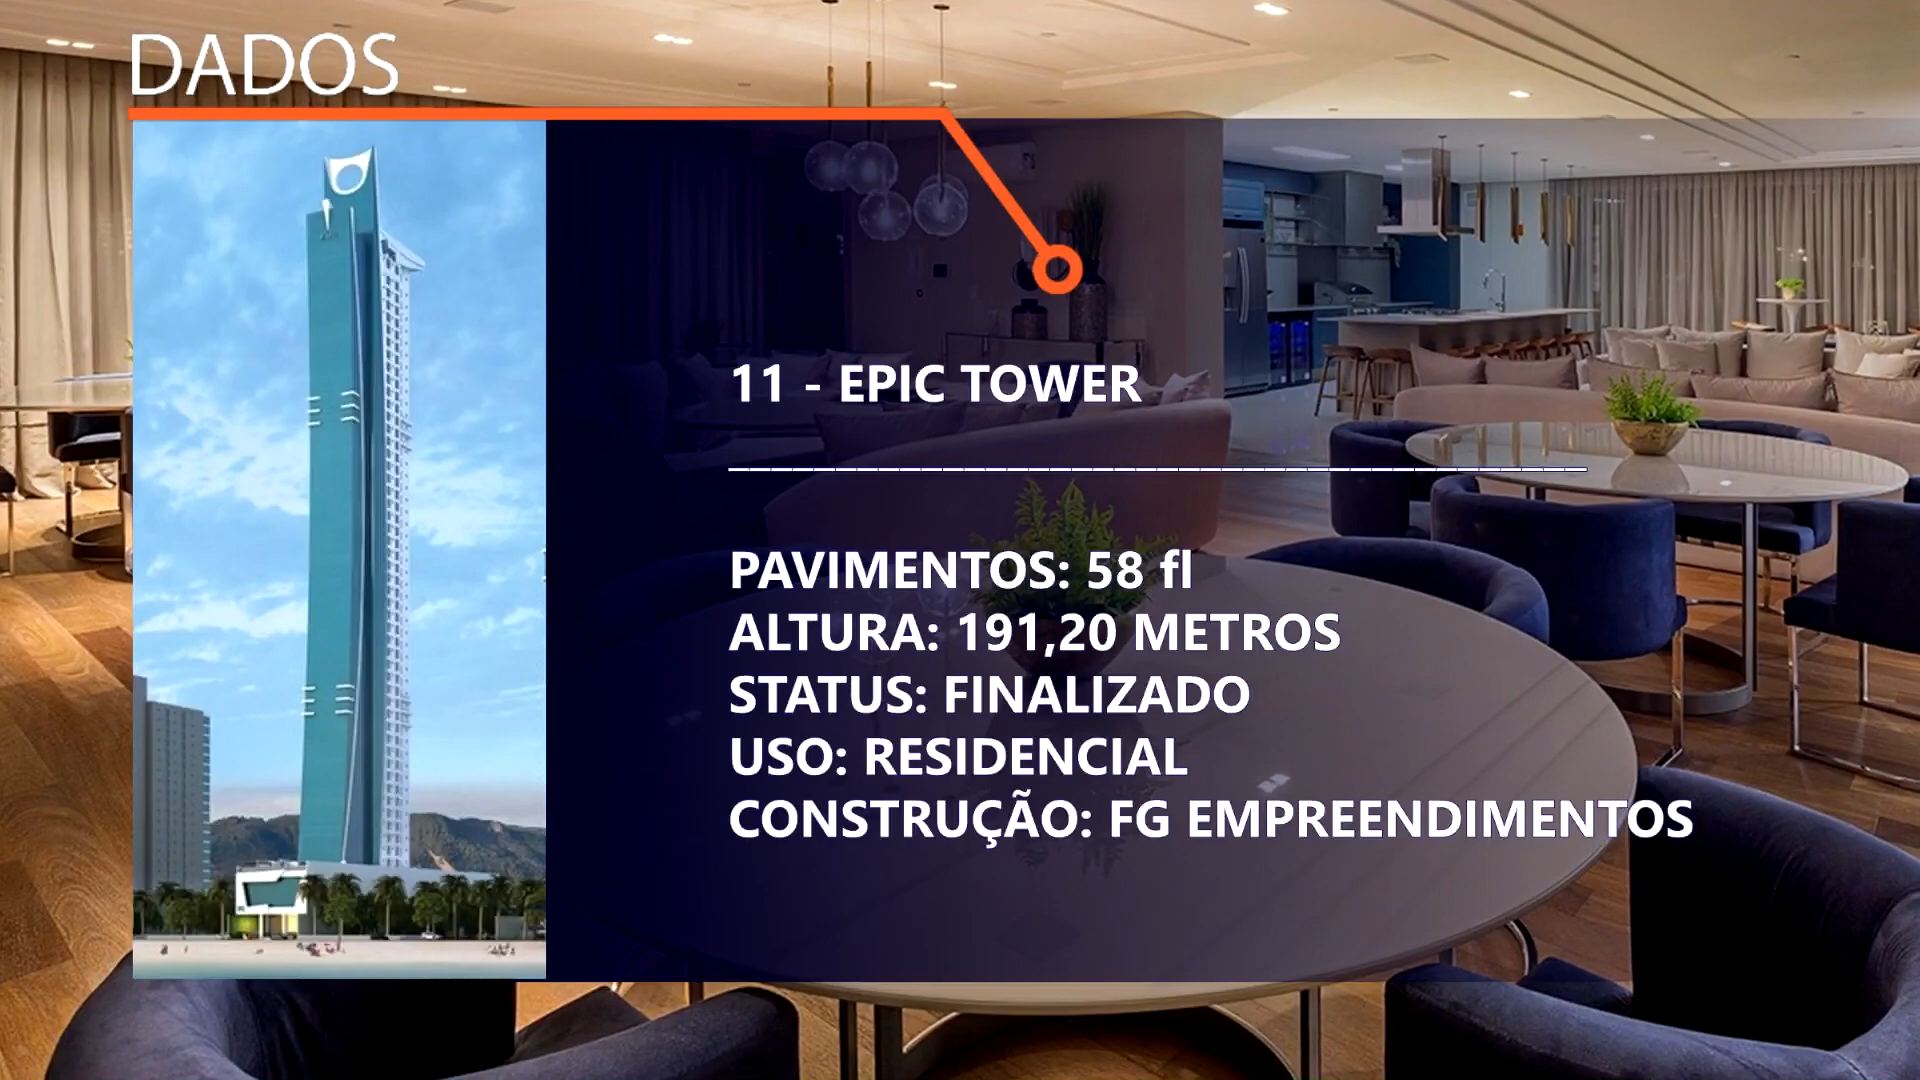 DADOS
11 - EPIC TOWER
PAVIMENTOS: 58 fl
ALTURA: 191,20 METROS
STATUS: FINALIZADO
USO: RESIDENCIAL
CONSTRUÇÃO: FG EMPREENDIMENTOS